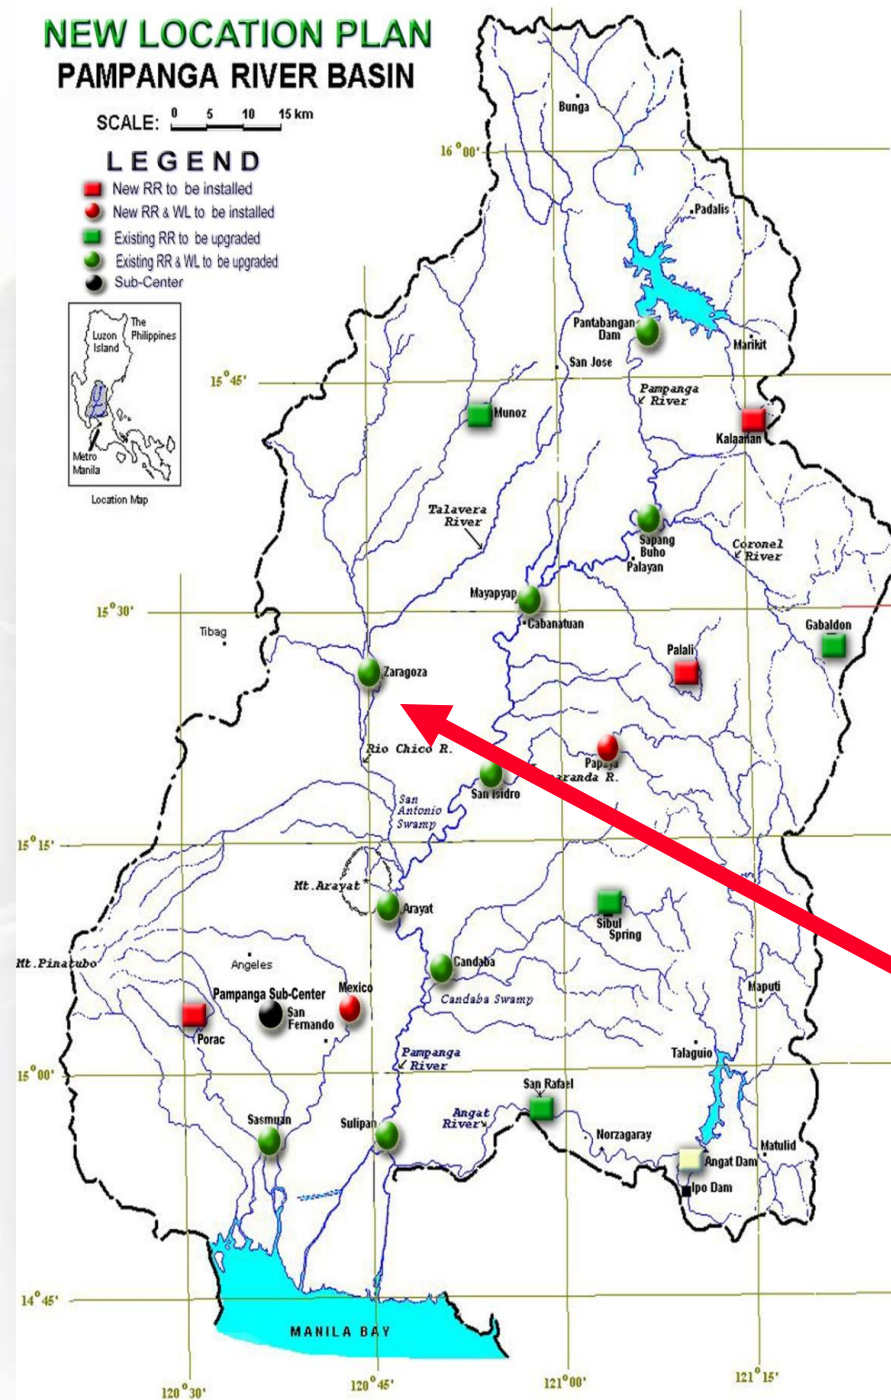 NEW LOCATION PLAN
PAMPANGA RIVER BASIN
SCALE: 0 5 10 15 km
LEGEND
New RR to be installed
New RR & WL to be installed
Existing RR to be upgraded
Existing RR & WL to be upgraded
Sub-Center
Luzon
Island
The
Philippines
Metro
Manila
Location Map
Bunga
16°00'
Padalis
Pantabangan
Dam
Marikit
San Jose
15°45'
Pampanga
River
Munoz
Kalaanan
Talavera
River
Sapang
Buho
Coronel
River
Palayan
Mayapyap
15°30'
Cabanatuan
Gabaldon
Tibag
Palali
Zaragoza
Rio Chico R.
Papaya
aranda R.
San Isidro
San
Antonio
Swamp
15°15'
Mt.Arayat
Arayat
Sibul
Spring
Mt.Pinatubo
Angeles
Candaba
Candaba Swamp
Maputi
Pampanga Sub-Center
Mexico
San
Fernando
Porac
Talaguio
Pampanga
River
15°00'
San Rafael
Angat
River
Sasmuan
Sulipan
Norzagaray
Matulid
Angat Dam
Ipo Dam
14°45'
MANILA BAY
120°30'
120°45'
121°00'
121°15'